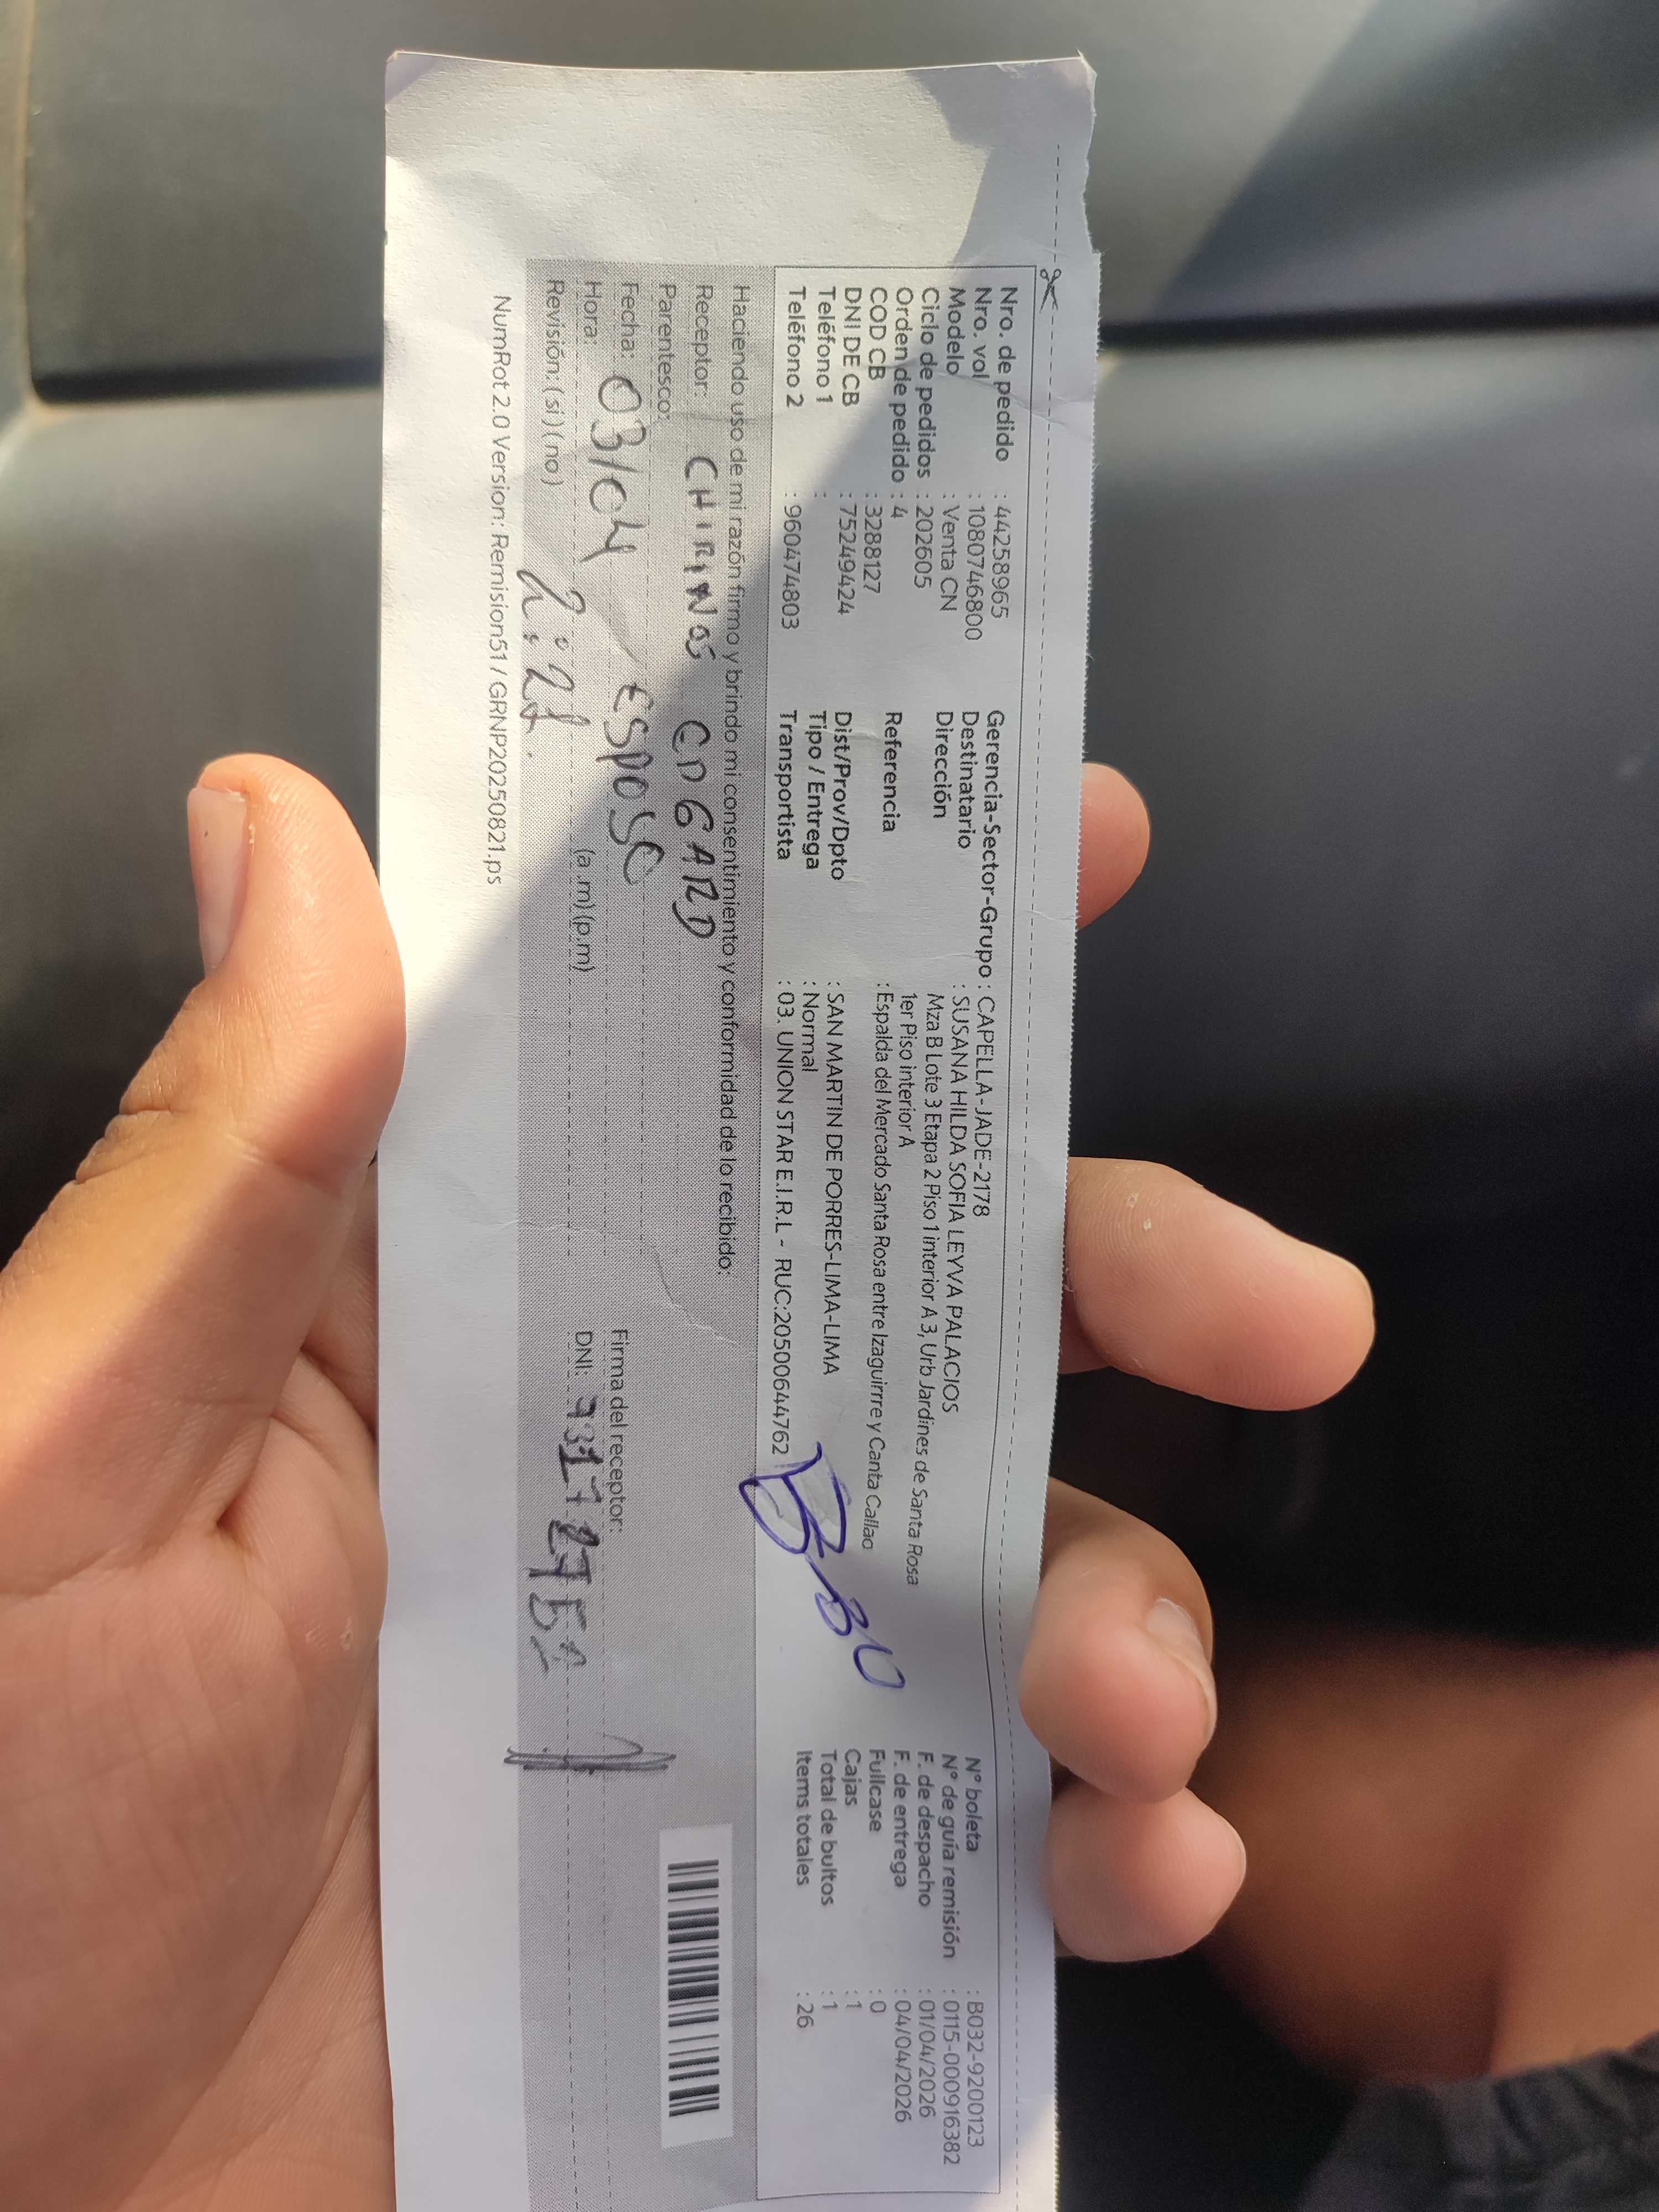 Nro. de pedido : 44258965
Nro. vol : 1080746800
Modelo : Venta CN
Ciclo de pedidos : 202605
Orden de pedido : 4
COD CB : 3288127
DNI DE CB : 75249424
Teléfono 1 :
Teléfono 2 : 960474803
Gerencia-Sector-Grupo : CAPELLA-JADE-2178
Destinatario : SUSANA HILDA SOFIA LEYVA PALACIOS
Dirección Mza B Lote 3 Etapa 2 Piso 1 interior A 3, Urb Jardines de Santa Rosa
1er Piso interior A
Referencia : Espalda del Mercado Santa Rosa entre Izaguirrre y Canta Callao
Dist/Prov/Dpto : SAN MARTIN DE PORRES-LIMA-LIMA
Tipo / Entrega : Normal
Transportista : 03. UNION STAR E.I.R.L - RUC:20500644762
N° boleta : B032-9200123
N° de guía remisión : 0115-000916382
F. de despacho : 01/04/2026
F. de entrega : 04/04/2026
Fullcase : 0
Cajas : 1
Total de bultos : 1
Items totales : 26
Haciendo uso de mi razón firmo y brindo mi consentimiento y conformidad de lo recibido:
Receptor: CHIRINOS EDGARD
Parentesco: ESPOSO
Fecha: 03/04
Hora: (a.m)(p.m)
Revisión: ( si ) ( no )
Firma del receptor:
DNI:
NumRot 2.0 Version: Remision51 / GRNP20250821.ps